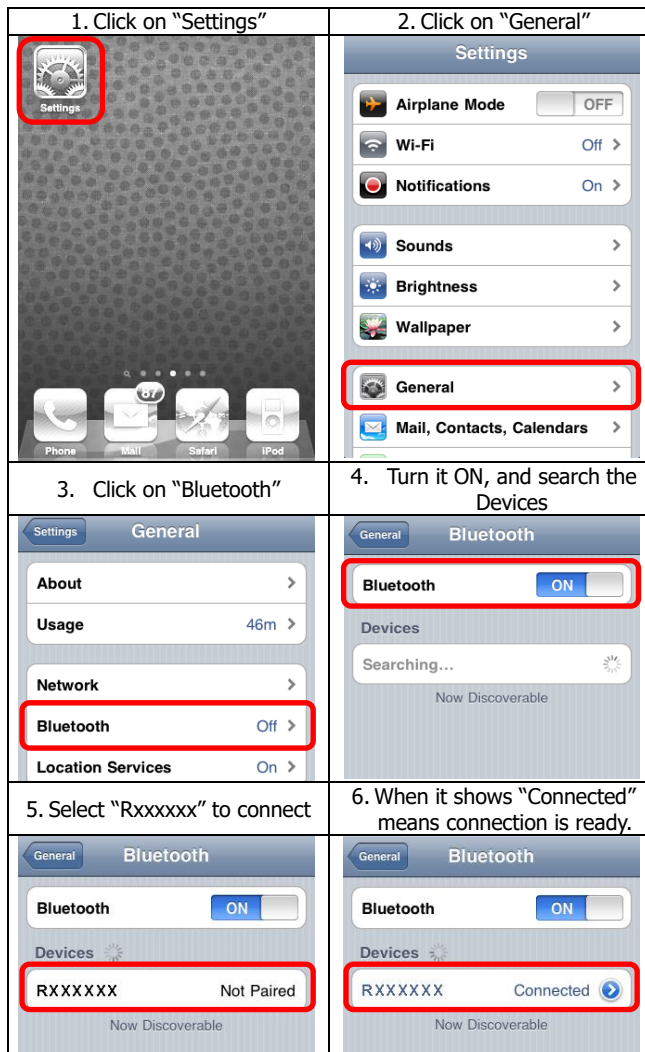 1. Click on “Settings”
Settings
87
Phone
Mail
Safari
iPod
2. Click on “General”
Settings
Airplane Mode OFF
Wi-Fi Off
Notifications On
Sounds
Brightness
Wallpaper
General
Mail, Contacts, Calendars
3. Click on “Bluetooth”
Settings General
About
Usage 46m
Network
Bluetooth Off
Location Services On
4. Turn it ON, and search the
Devices
General Bluetooth
Bluetooth ON
Devices
Searching...
Now Discoverable
5. Select “Rxxxxxx” to connect
General Bluetooth
Bluetooth ON
Devices
RXXXXXX Not Paired
Now Discoverable
6. When it shows “Connected”
means connection is ready.
General Bluetooth
Bluetooth ON
Devices
RXXXXXX Connected
Now Discoverable